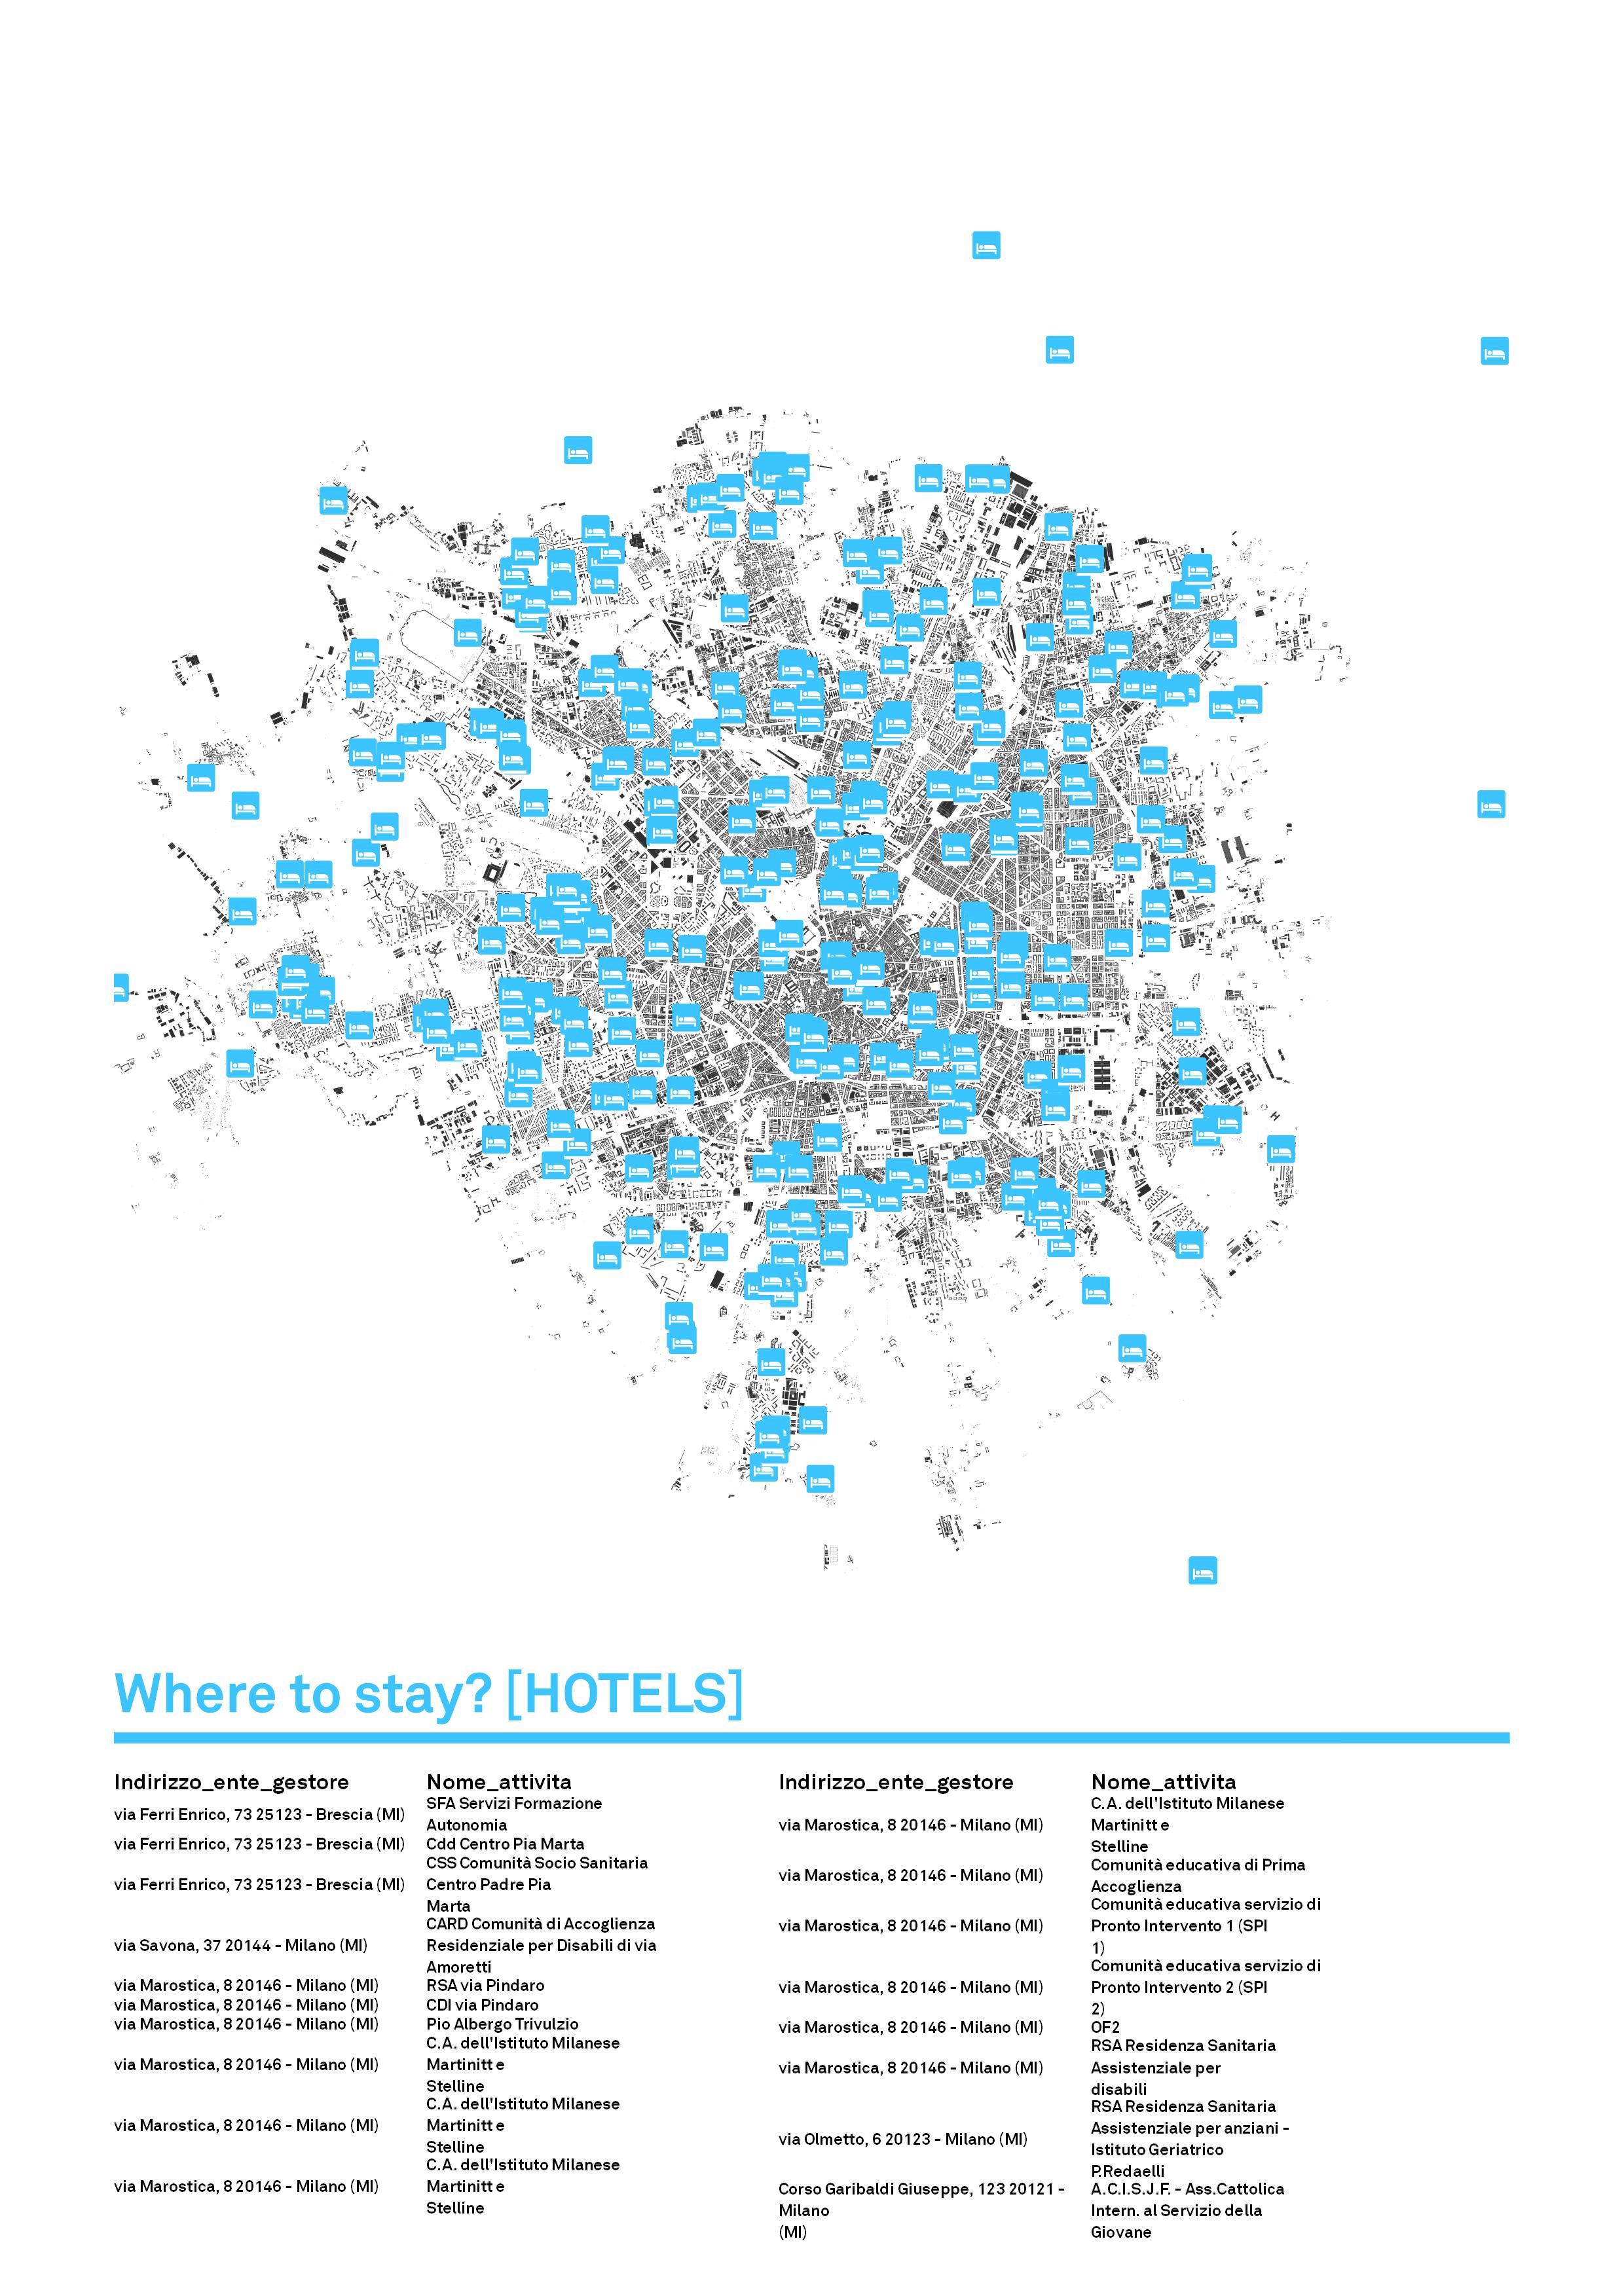 Where to stay? [HOTELS]
Indirizzo_ente_gestore
Nome_attivita
via Ferri Enrico, 73 25123 - Brescia (MI)
SFA Servizi Formazione
Autonomia
via Ferri Enrico, 73 25123 - Brescia (MI)
Cdd Centro Pia Marta
via Ferri Enrico, 73 25123 - Brescia (MI)
CSS Comunità Socio Sanitaria
Centro Padre Pia
Marta
via Savona, 37 20144 - Milano (MI)
CARD Comunità di Accoglienza
Residenziale per Disabili di via
Amoretti
via Marostica, 8 20146 - Milano (MI)
RSA via Pindaro
via Marostica, 8 20146 - Milano (MI)
CDI via Pindaro
via Marostica, 8 20146 - Milano (MI)
Pio Albergo Trivulzio
via Marostica, 8 20146 - Milano (MI)
C.A. dell'Istituto Milanese
Martinitt e
Stelline
via Marostica, 8 20146 - Milano (MI)
C.A. dell'Istituto Milanese
Martinitt e
Stelline
via Marostica, 8 20146 - Milano (MI)
C.A. dell'Istituto Milanese
Martinitt e
Stelline
Indirizzo_ente_gestore
Nome_attivita
via Marostica, 8 20146 - Milano (MI)
C.A. dell'Istituto Milanese
Martinitt e
Stelline
via Marostica, 8 20146 - Milano (MI)
Comunità educativa di Prima
Accoglienza
via Marostica, 8 20146 - Milano (MI)
Comunità educativa servizio di
Pronto Intervento 1 (SPI
1)
via Marostica, 8 20146 - Milano (MI)
Comunità educativa servizio di
Pronto Intervento 2 (SPI
2)
via Marostica, 8 20146 - Milano (MI)
OF2
via Marostica, 8 20146 - Milano (MI)
RSA Residenza Sanitaria
Assistenziale per
disabili
via Olmetto, 6 20123 - Milano (MI)
RSA Residenza Sanitaria
Assistenziale per anziani -
Istituto Geriatrico
P.Redaelli
Corso Garibaldi Giuseppe, 123 20121 -
Milano
(MI)
A.C.I.S.J.F. - Ass.Cattolica
Intern. al Servizio della
Giovane